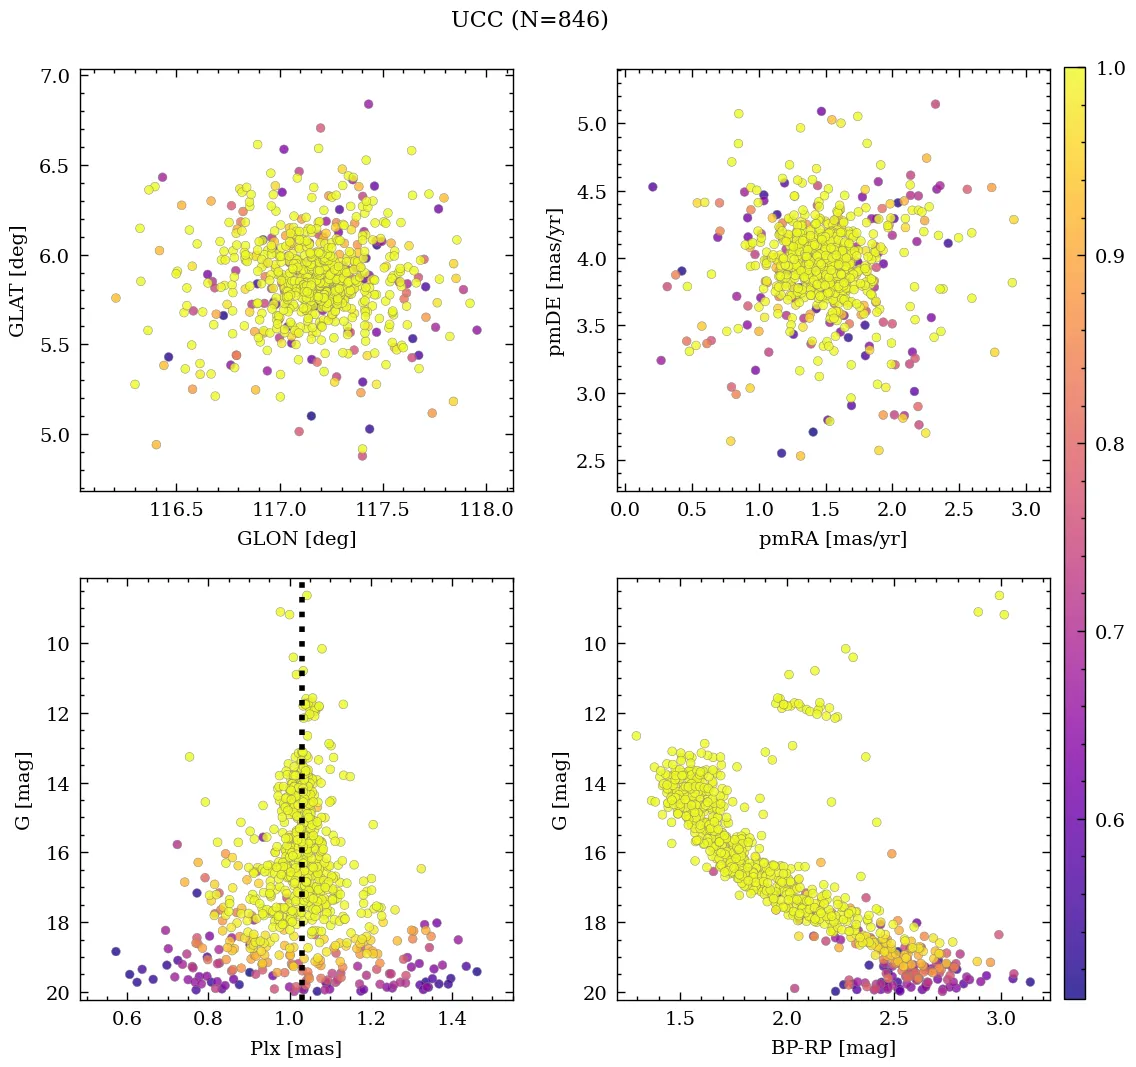 UCC (N=846)
7.0
6.5
6.0
5.5
5.0
GLAT [deg]
116.5 117.0 117.5 118.0
GLON [deg]
5.0
4.5
4.0
3.5
3.0
2.5
pmDE [mas/yr]
0.0 0.5 1.0 1.5 2.0 2.5 3.0
pmRA [mas/yr]
10
12
14
16
18
20
G [mag]
0.6 0.8 1.0 1.2 1.4
Plx [mas]
10
12
14
16
18
20
G [mag]
1.5 2.0 2.5 3.0
BP-RP [mag]
1.0
0.9
0.8
0.7
0.6